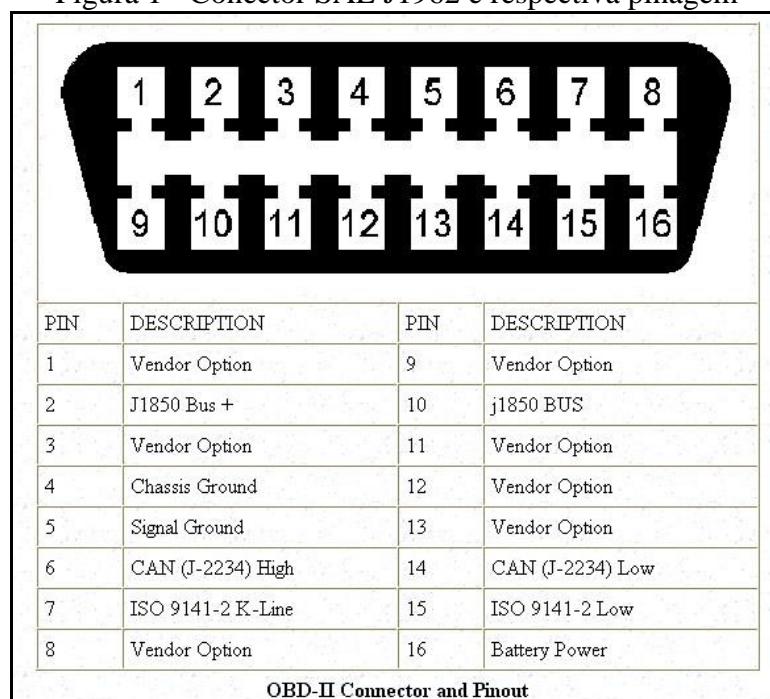 Figura 1 - Conector SAE J1962 e respectiva pinagem
1 2 3 4 5 6 7 8
9 10 11 12 13 14 15 16
PIN DESCRIPTION PIN DESCRIPTION
1 Vendor Option 9 Vendor Option
2 J1850 Bus + 10 j1850 BUS
3 Vendor Option 11 Vendor Option
4 Chassis Ground 12 Vendor Option
5 Signal Ground 13 Vendor Option
6 CAN (J-2234) High 14 CAN (J-2234) Low
7 ISO 9141-2 K-Line 15 ISO 9141-2 Low
8 Vendor Option 16 Battery Power
OBD-II Connector and Pinout